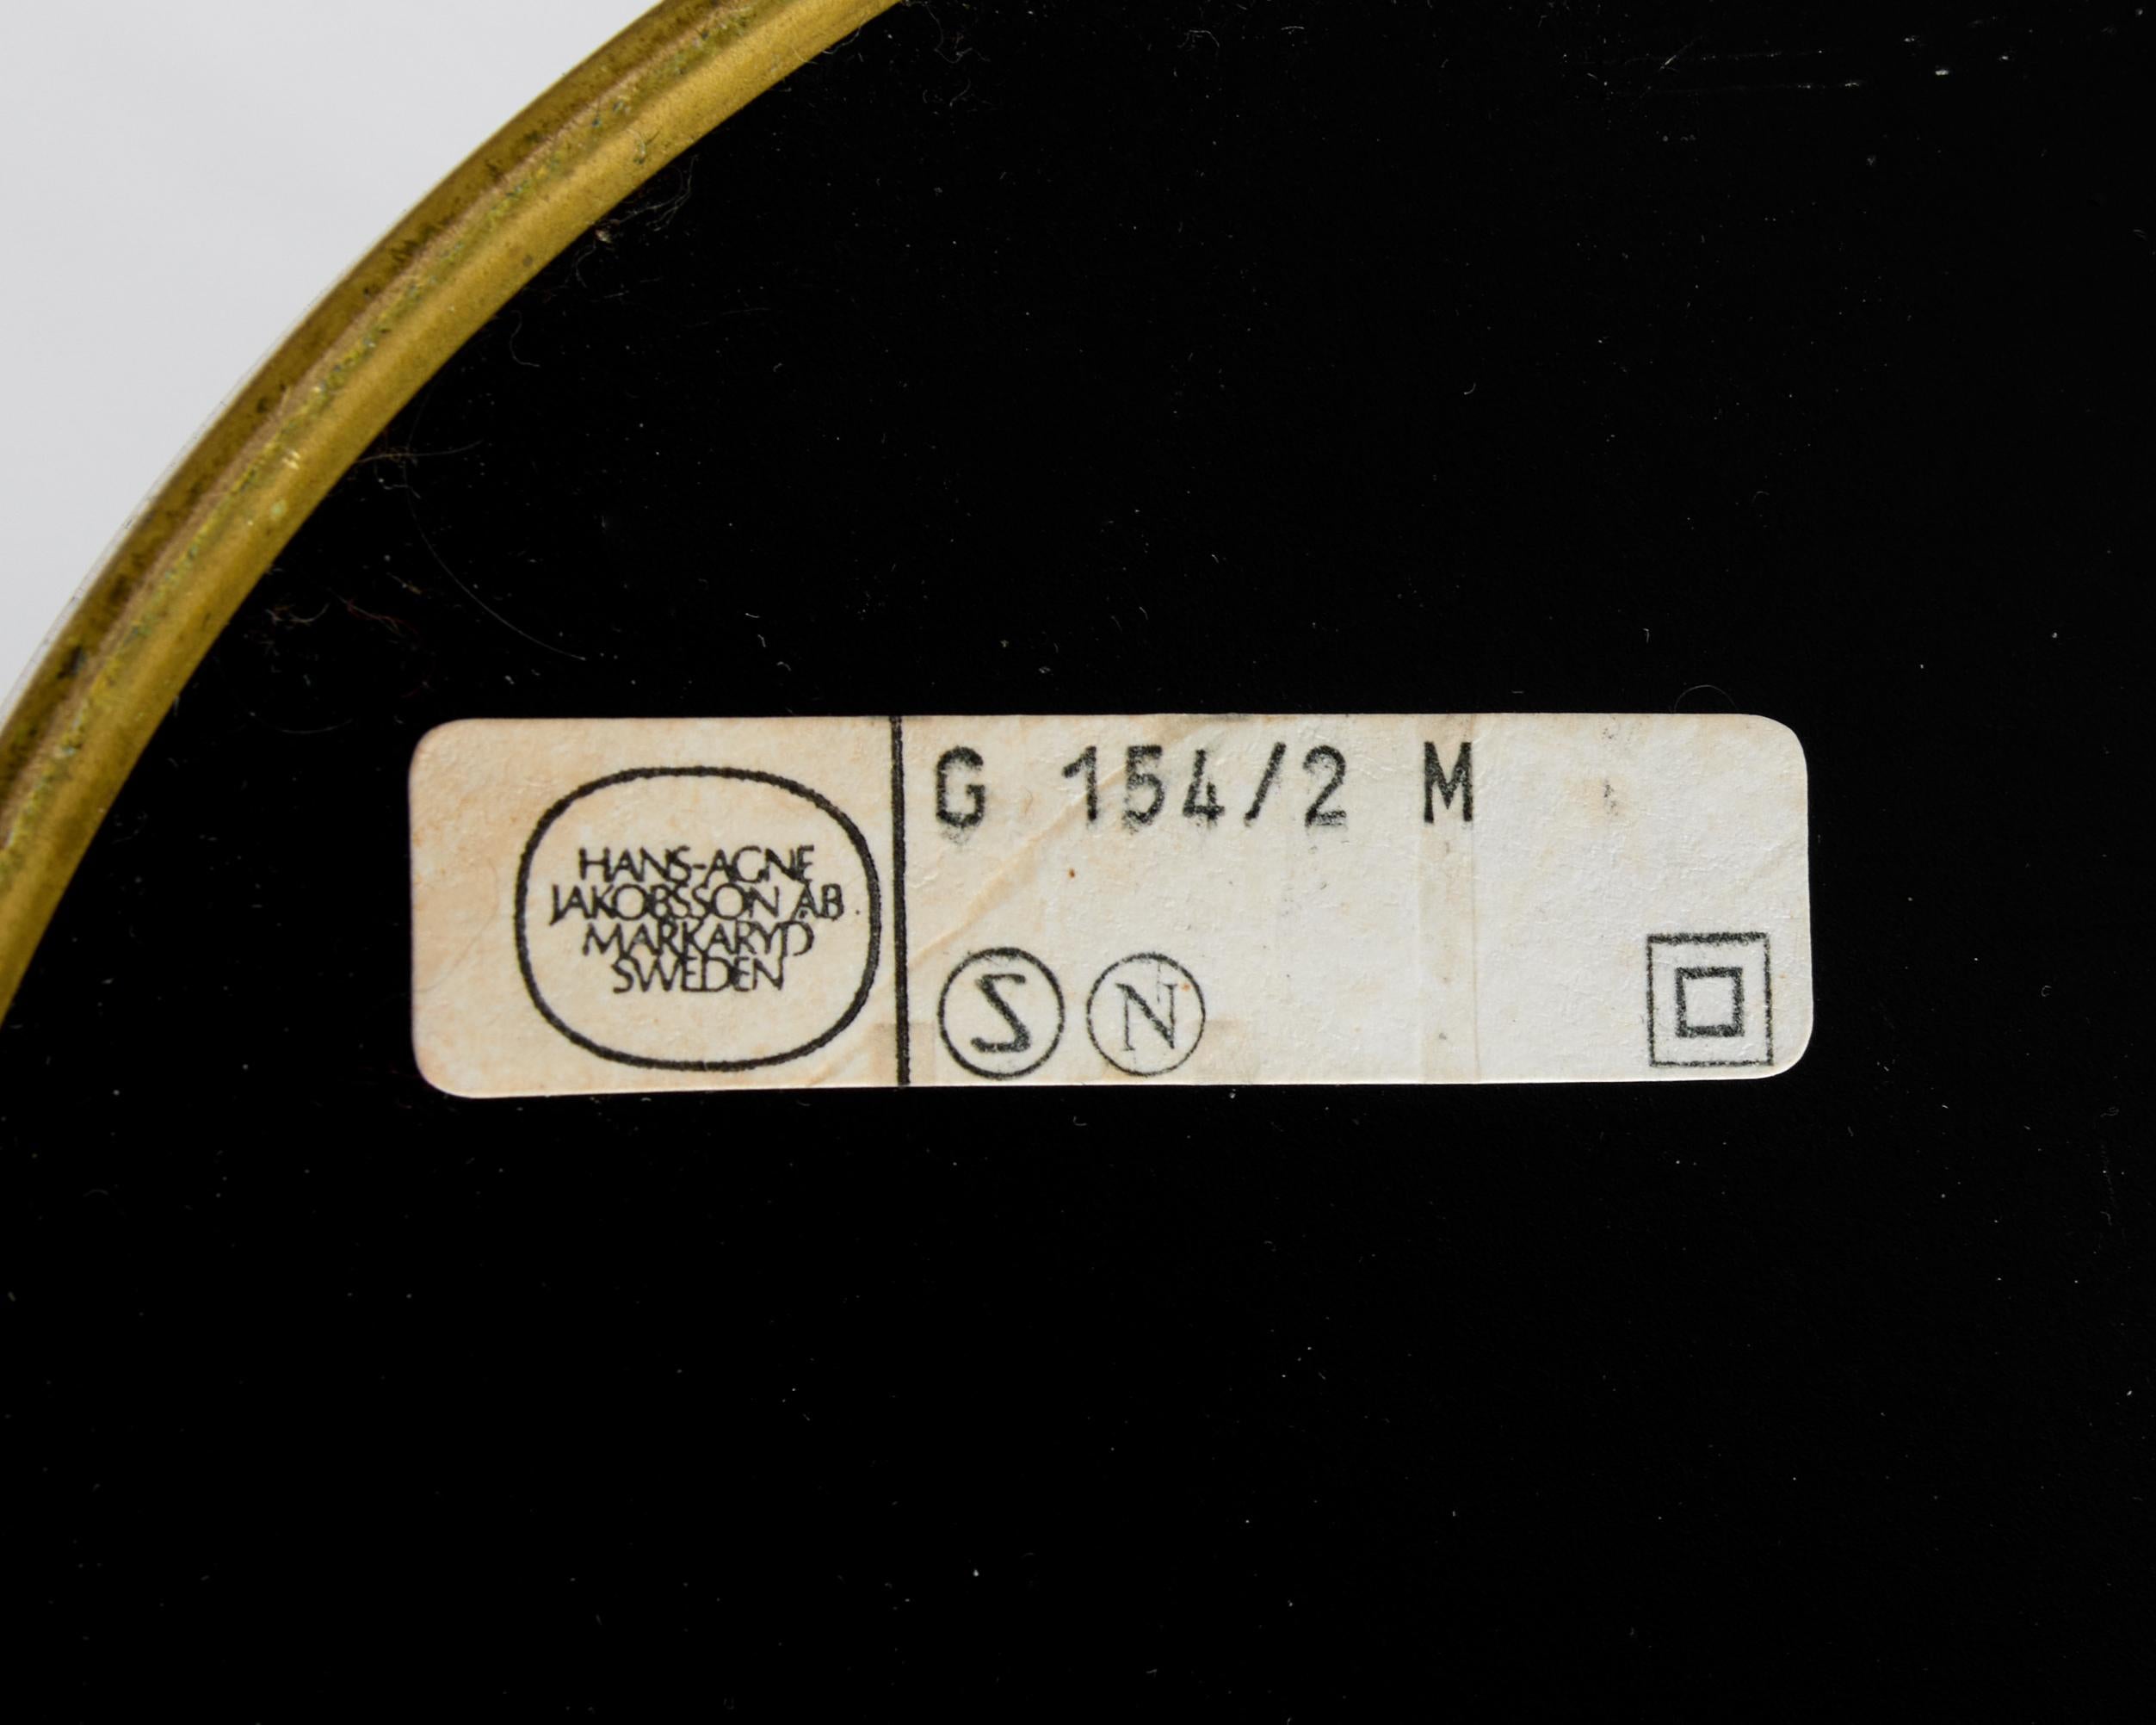 HANS-AGNE
JAKOBSSON AB
MARKARYD
SWEDEN
G 154/2 M
S N